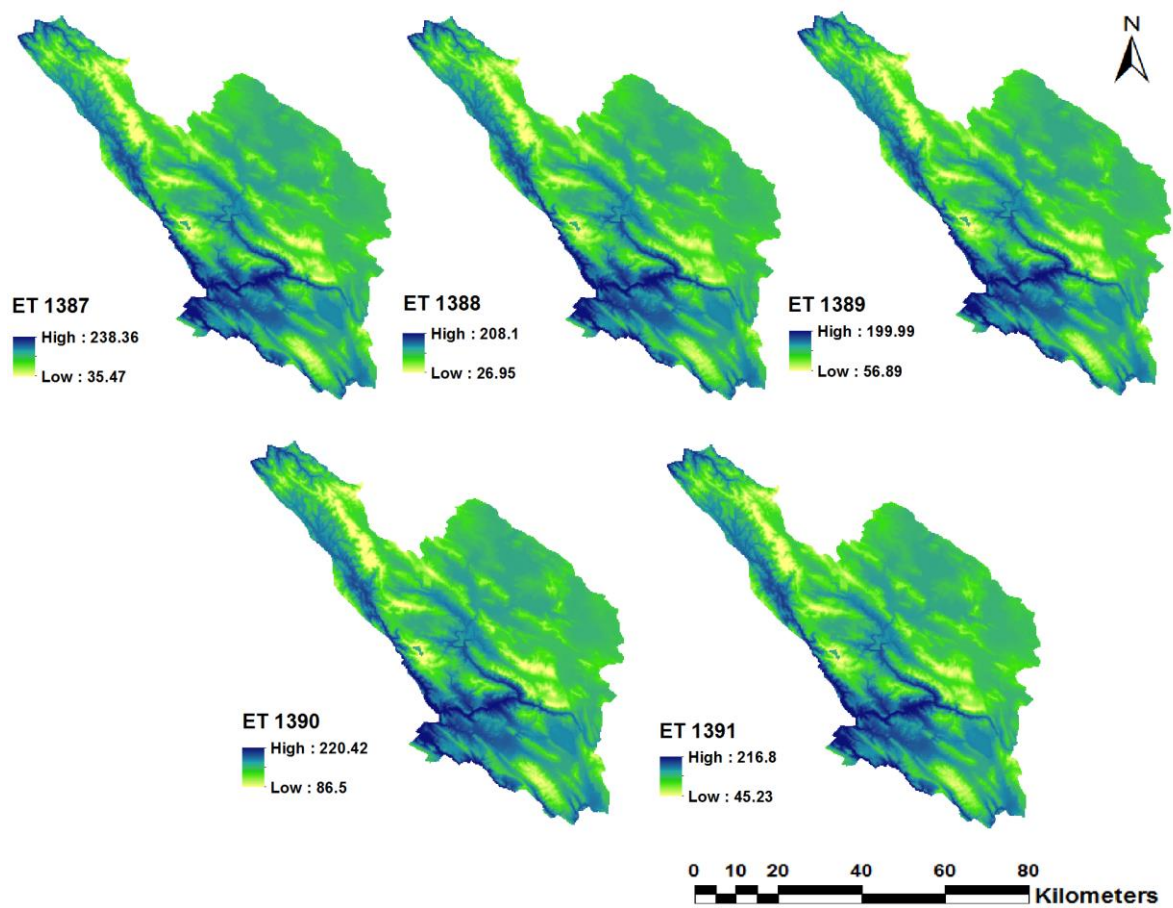 N
ET 1387
High : 238.36
Low : 35.47
ET 1388
High : 208.1
Low : 26.95
ET 1389
High : 199.99
Low : 56.89
ET 1390
High : 220.42
Low : 86.5
ET 1391
High : 216.8
Low : 45.23
0 10 20 40 60 80
Kilometers